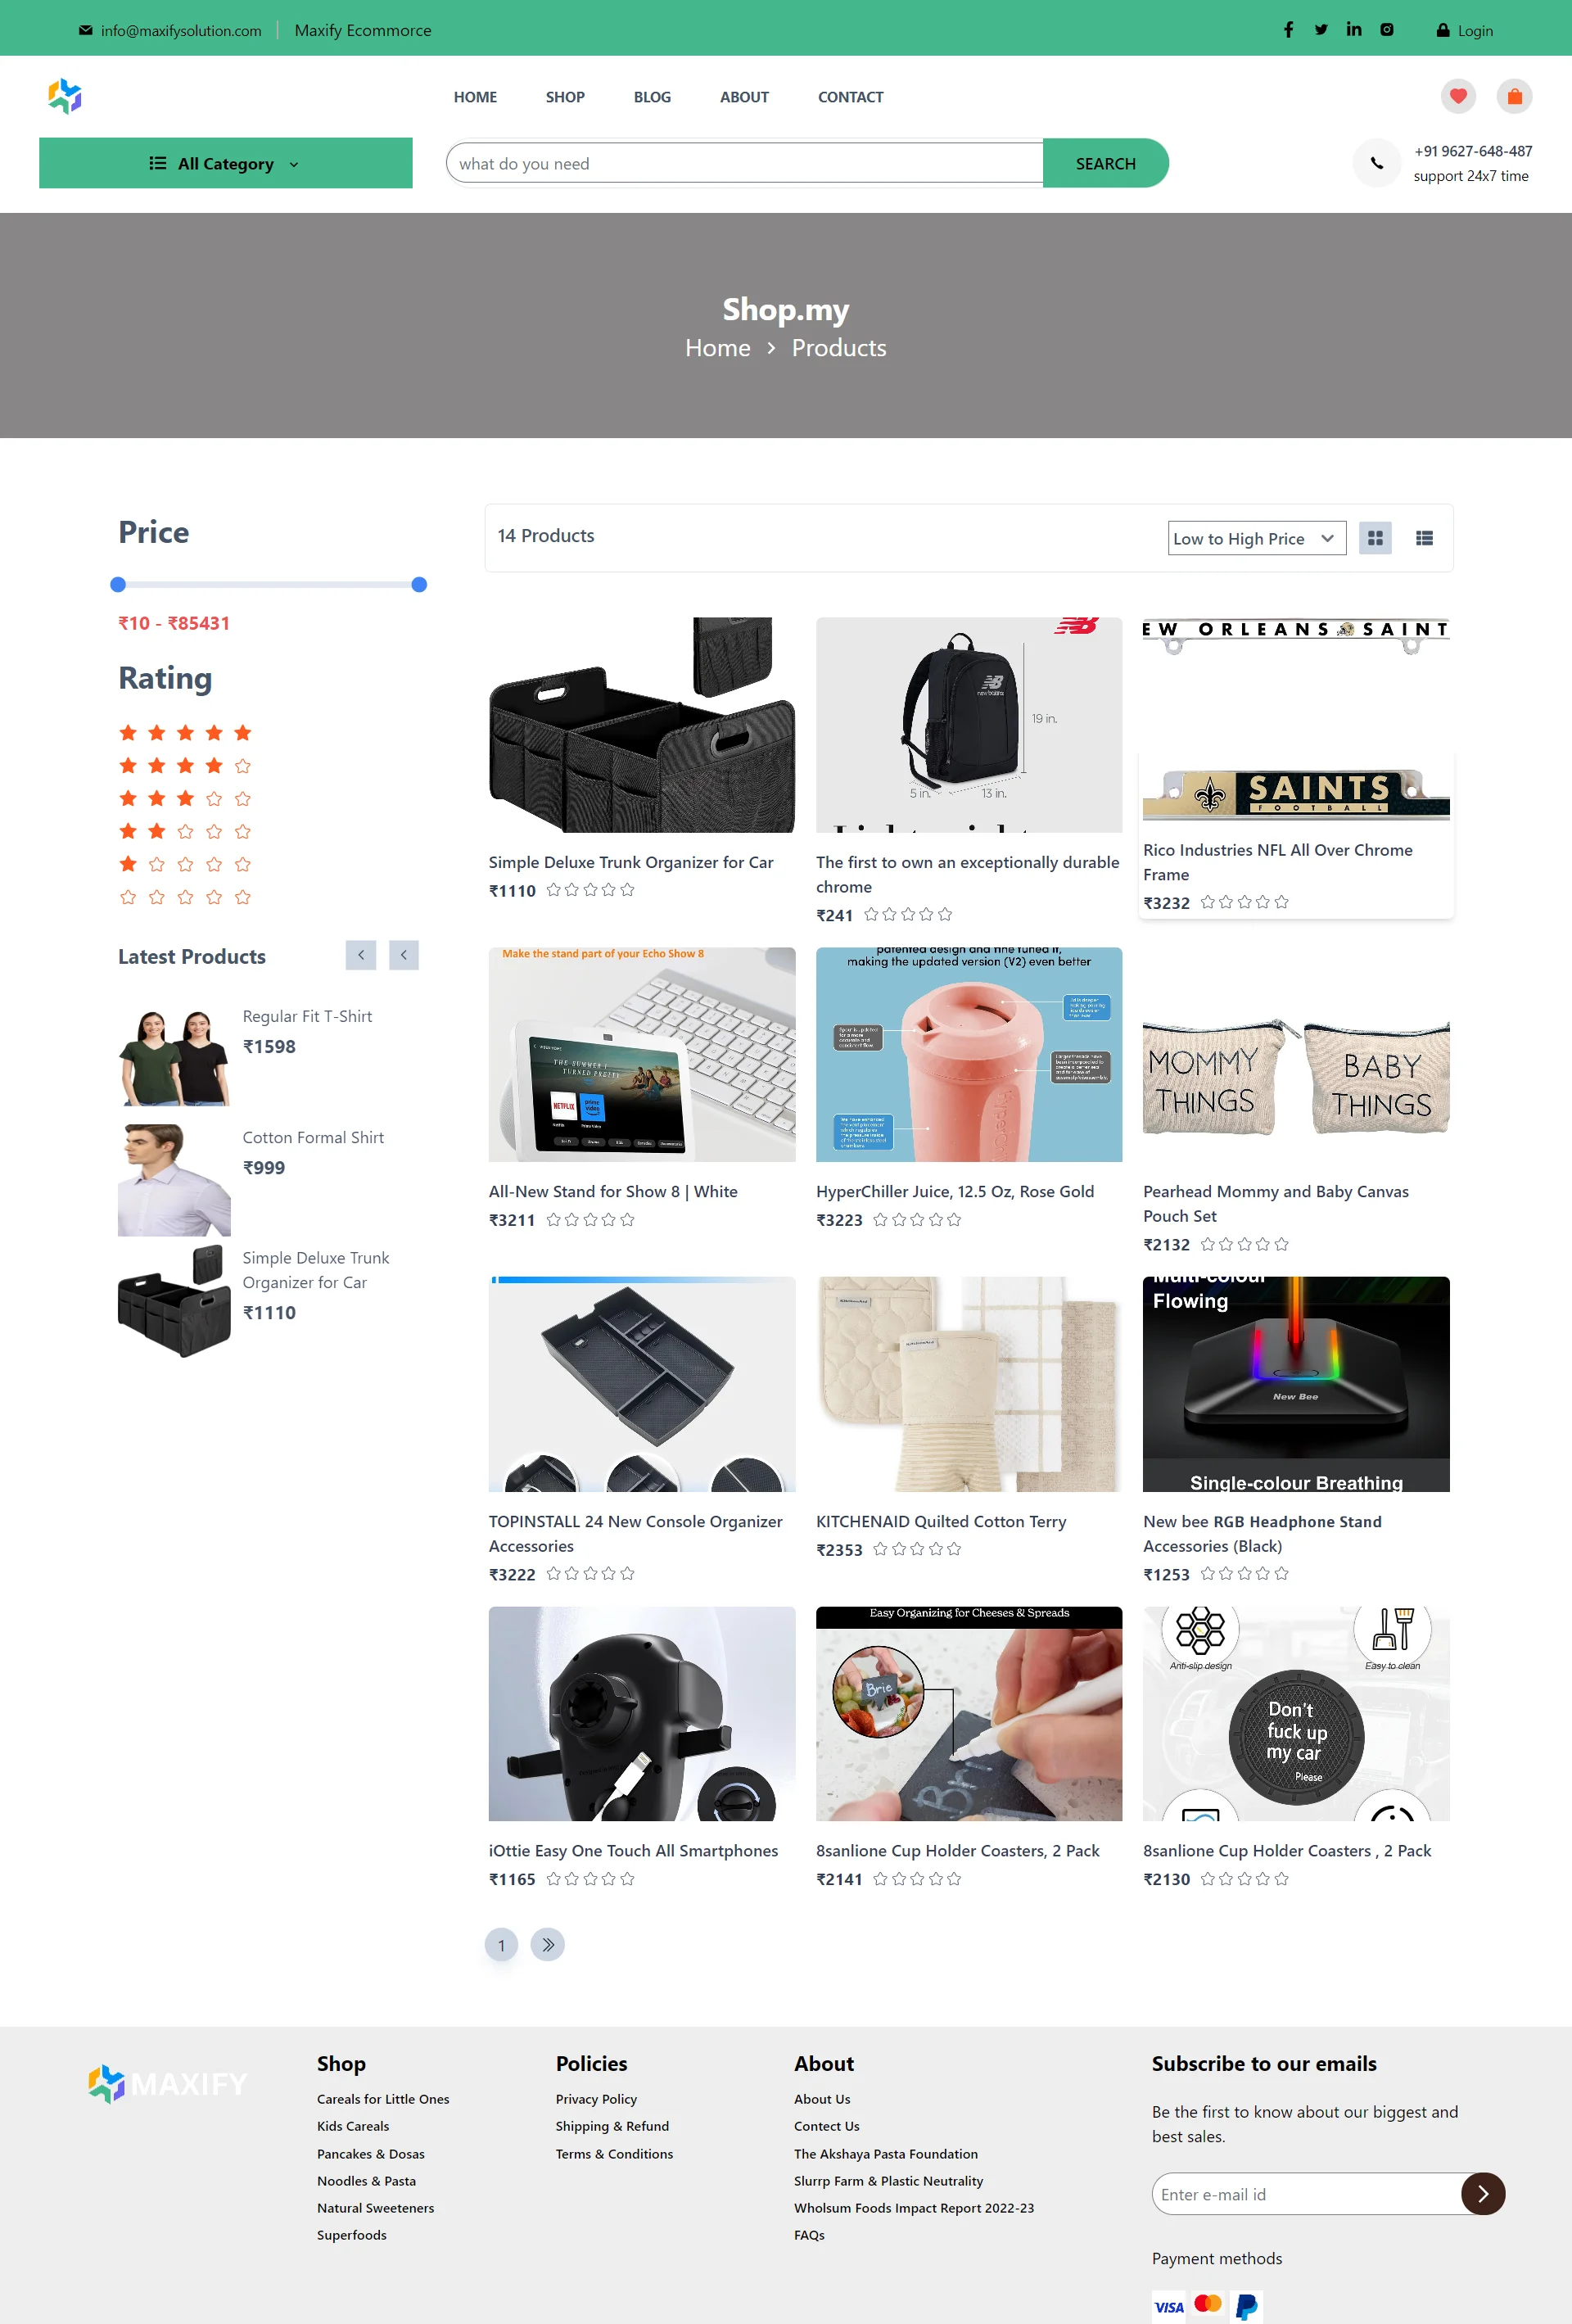 info@maxifysolution.com
Maxify Ecommorce
Login
HOME
SHOP
BLOG
ABOUT
CONTACT
All Category
what do you need
SEARCH
+91 9627-648-487
support 24x7 time
Shop.my
Home
Products
Price
₹10 - ₹85431
Rating
Latest Products
Regular Fit T-Shirt
₹1598
Cotton Formal Shirt
₹999
Simple Deluxe Trunk
Organizer for Car
₹1110
14 Products
Low to High Price
Simple Deluxe Trunk Organizer for Car
₹1110
NB
new balance
19 in.
5 in.
13 in.
The first to own an exceptionally durable
chrome
₹241
EW ORLEANS SAINT
SAINTS
FOOTBALL
Rico Industries NFL All Over Chrome
Frame
₹3232
Make the stand part of your Echo Show 8
THE SUMMER I
TURNED PRETTY
NETFLIX
prime video
All-New Stand for Show 8 | White
₹3211
patented design and fine tuned it,
making the updated version (V2) even better
HyperChiller Juice, 12.5 Oz, Rose Gold
₹3223
MOMMY
THINGS
BABY
THINGS
Pearhead Mommy and Baby Canvas
Pouch Set
₹2132
TOPINSTALL 24 New Console Organizer
Accessories
₹3222
KITCHENAID Quilted Cotton Terry
₹2353
Multi-colour
Flowing
New Bee
Single-colour Breathing
New bee RGB Headphone Stand
Accessories (Black)
₹1253
iOttie Easy One Touch All Smartphones
₹1165
Easy Organizing for Cheeses & Spreads
Brie
Bri
8sanlione Cup Holder Coasters, 2 Pack
₹2141
Anti-slip design
Easy to clean
Don't
fuck up
my car
Please
8sanlione Cup Holder Coasters , 2 Pack
₹2130
1
MAXIFY
Shop
Careals for Little Ones
Kids Careals
Pancakes & Dosas
Noodles & Pasta
Natural Sweeteners
Superfoods
Policies
Privacy Policy
Shipping & Refund
Terms & Conditions
About
About Us
Contect Us
The Akshaya Pasta Foundation
Slurrp Farm & Plastic Neutrality
Wholsum Foods Impact Report 2022-23
FAQs
Subscribe to our emails
Be the first to know about our biggest and
best sales.
Enter e-mail id
Payment methods
VISA